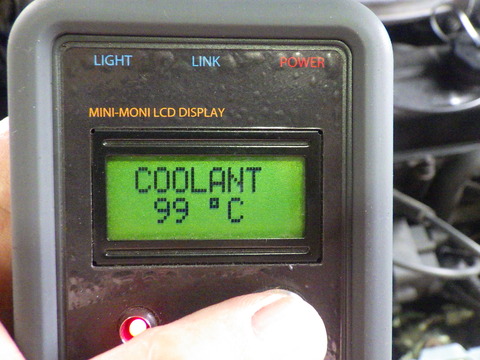 LIGHT LINK POWER
MINI-MONI LCD DISPLAY
COOLANT
99 °C